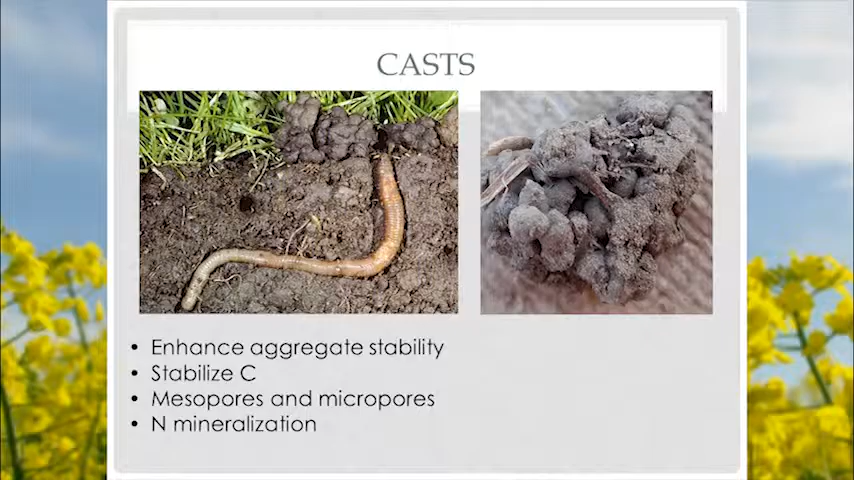 CASTS
• Enhance aggregate stability
• Stabilize C
• Mesopores and micropores
• N mineralization